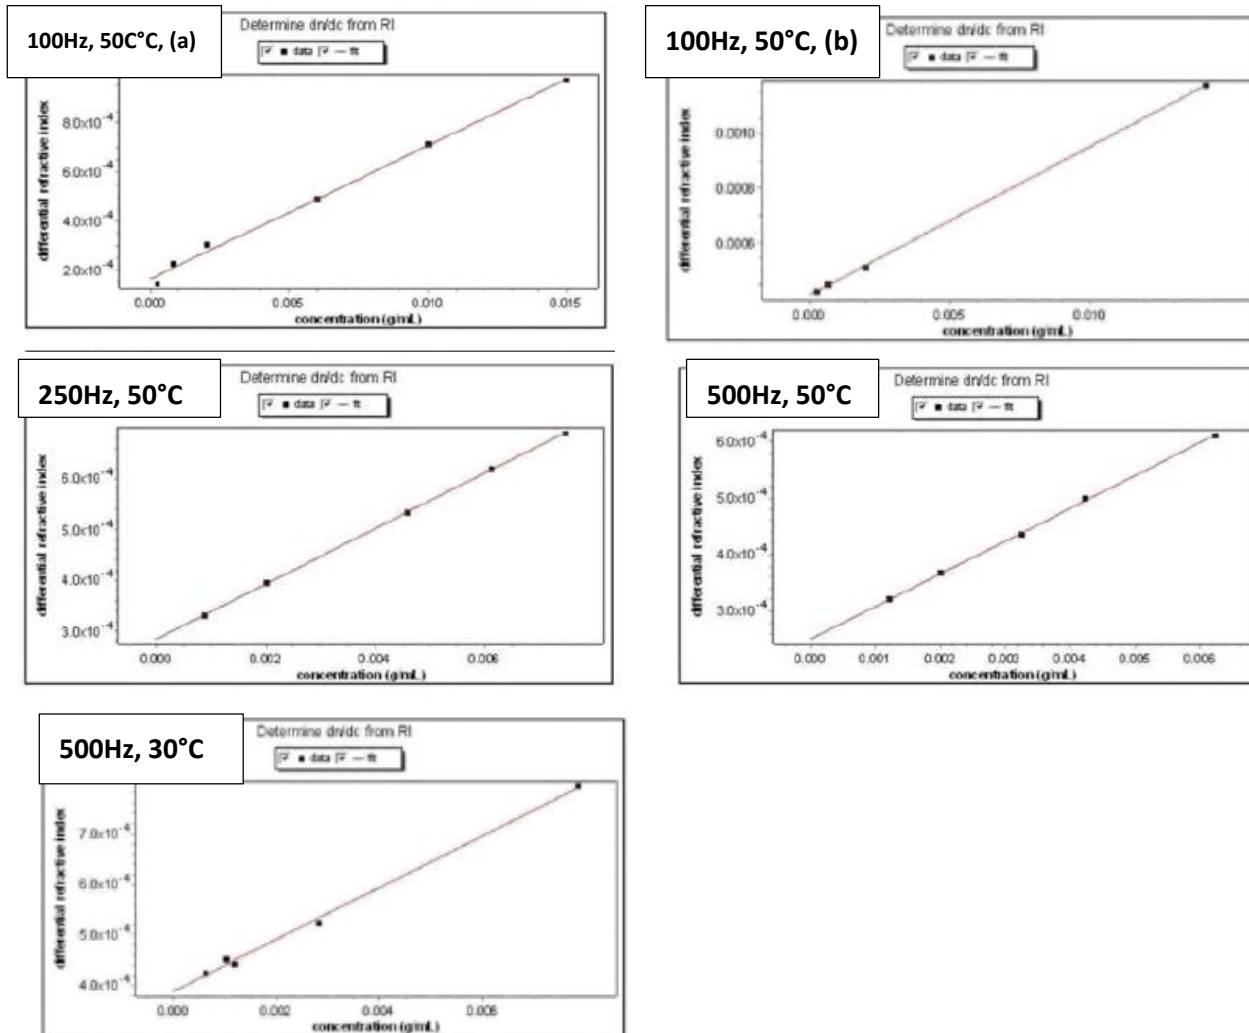 100Hz, 50C°C, (a)
Determine dn/dc from RI
data fit
differential refractive index
8.0x10⁻⁴
6.0x10⁻⁴
4.0x10⁻⁴
2.0x10⁻⁴
0.000 0.005 0.010 0.015
concentration (g/mL)
100Hz, 50°C, (b)
Determine dn/dc from RI
data fit
differential refractive index
0.0010
0.0008
0.0006
0.000 0.005 0.010
concentration (g/mL)
250Hz, 50°C
Determine dn/dc from RI
data fit
differential refractive index
6.0x10⁻⁴
5.0x10⁻⁴
4.0x10⁻⁴
3.0x10⁻⁴
0.000 0.002 0.004 0.006
concentration (g/mL)
500Hz, 50°C
Determine dn/dc from RI
data fit
differential refractive index
6.0x10⁻⁴
5.0x10⁻⁴
4.0x10⁻⁴
3.0x10⁻⁴
0.000 0.001 0.002 0.003 0.004 0.005 0.006
concentration (g/mL)
500Hz, 30°C
Determine dn/dc from RI
data fit
differential refractive index
7.0x10⁻⁴
6.0x10⁻⁴
5.0x10⁻⁴
4.0x10⁻⁴
0.000 0.002 0.004 0.006
concentration (g/mL)